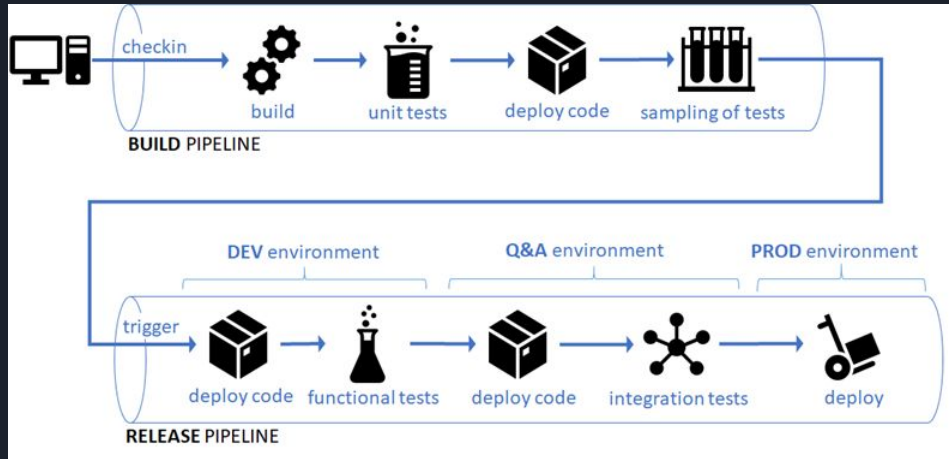 checkin
build
unit tests
deploy code
sampling of tests
BUILD PIPELINE
DEV environment
Q&A environment
PROD environment
trigger
deploy code
functional tests
deploy code
integration tests
deploy
RELEASE PIPELINE